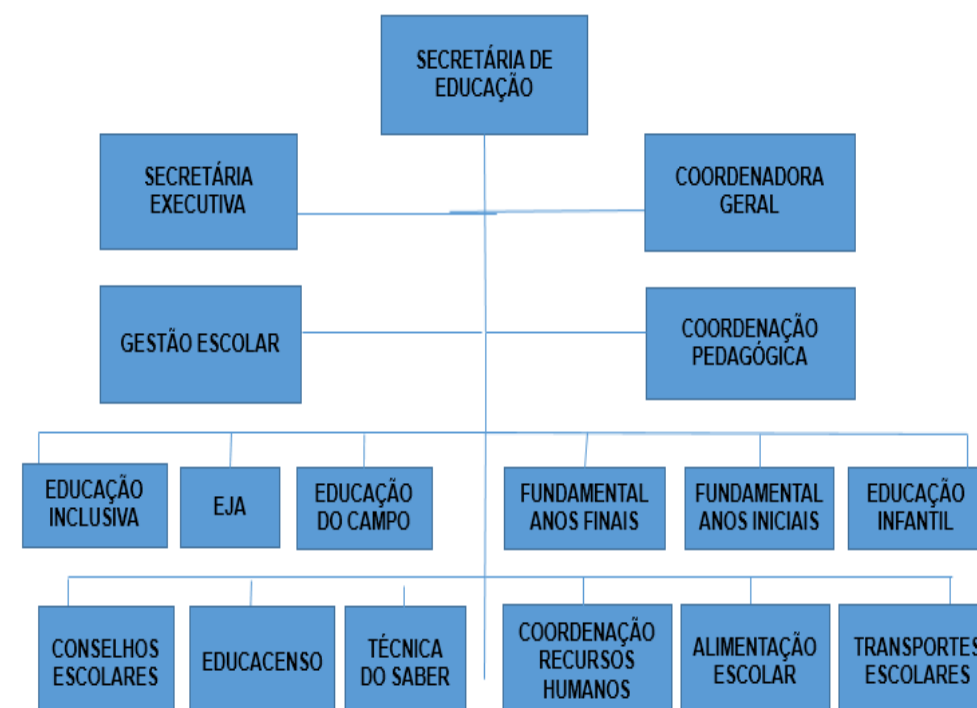 SECRETÁRIA DE
EDUCAÇÃO
SECRETÁRIA
EXECUTIVA
COORDENADORA
GERAL
GESTÃO ESCOLAR
COORDENAÇÃO
PEDAGÓGICA
EDUCAÇÃO
INCLUSIVA
EJA
EDUCAÇÃO
DO CAMPO
FUNDAMENTAL
ANOS FINAIS
FUNDAMENTAL
ANOS INICIAIS
EDUCAÇÃO
INFANTIL
CONSELHOS
ESCOLARES
EDUCACENSO
TÉCNICA
DO SABER
COORDENAÇÃO
RECURSOS
HUMANOS
ALIMENTAÇÃO
ESCOLAR
TRANSPORTES
ESCOLARES